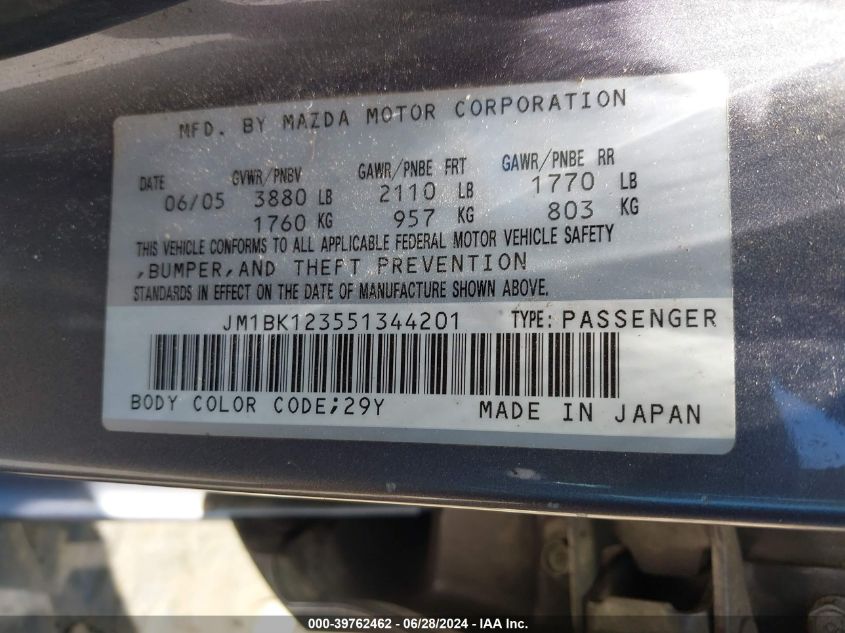 MFD. BY MAZDA MOTOR CORPORATION
DATE GVWR/PNBV GAWR/PNBE FRT GAWR/PNBE RR
06/05 3880 LB 2110 LB 1770 LB
1760 KG 957 KG 803 KG
THIS VEHICLE CONFORMS TO ALL APPLICABLE FEDERAL MOTOR VEHICLE SAFETY
,BUMPER,AND THEFT PREVENTION
STANDARDS IN EFFECT ON THE DATE OF MANUFACTURE SHOWN ABOVE.
JM1BK123551344201 TYPE: PASSENGER
BODY COLOR CODE;29Y MADE IN JAPAN
000-39762462 - 06/28/2024 - IAA Inc.